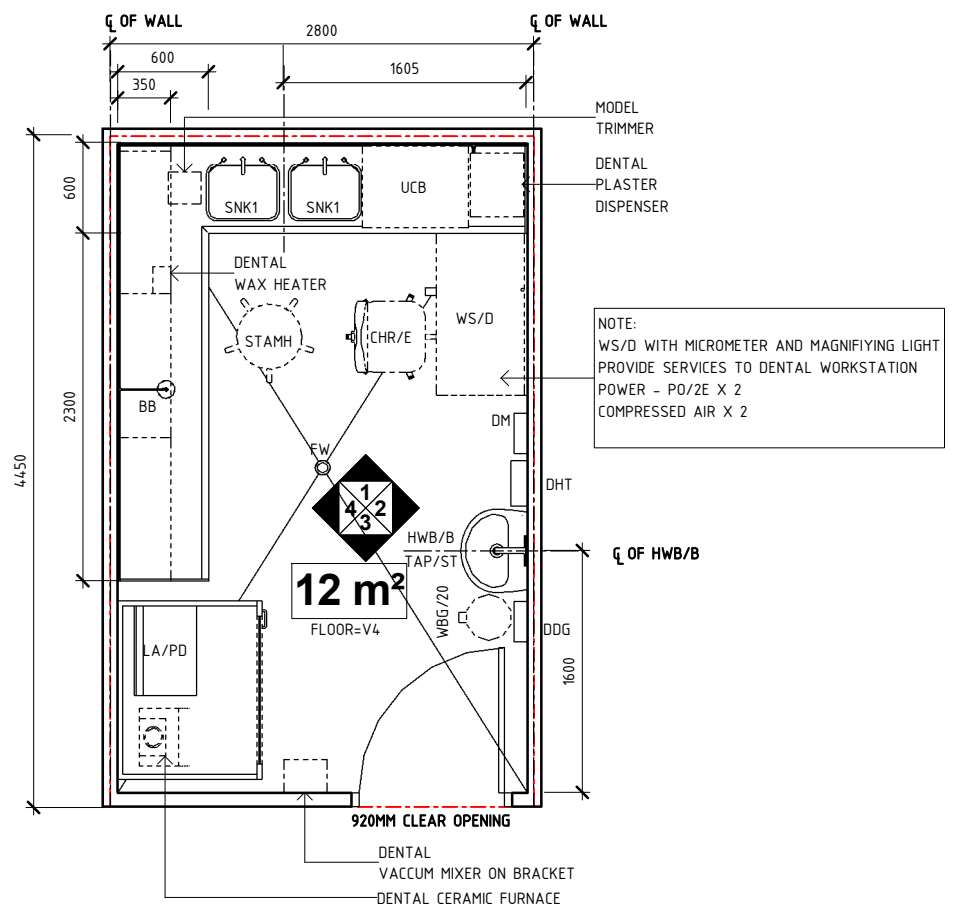 ℄ OF WALL
℄ OF WALL
2800
600
1605
350
MODEL
TRIMMER
DENTAL
PLASTER
DISPENSER
600
UCB
SNK1
SNK1
DENTAL
WAX HEATER
STAMH
CHR/E
WS/D
NOTE:
WS/D WITH MICROMETER AND MAGNIFIYING LIGHT
PROVIDE SERVICES TO DENTAL WORKSTATION
POWER - PO/2E X 2
COMPRESSED AIR X 2
2300
BB
DM
4450
FW
DHT
1
4 2
3
HWB/B
TAP/ST
℄ OF HWB/B
12 m²
WBG/20
FLOOR=V4
DDG
LA/PD
1600
920MM CLEAR OPENING
DENTAL
VACCUM MIXER ON BRACKET
DENTAL CERAMIC FURNACE